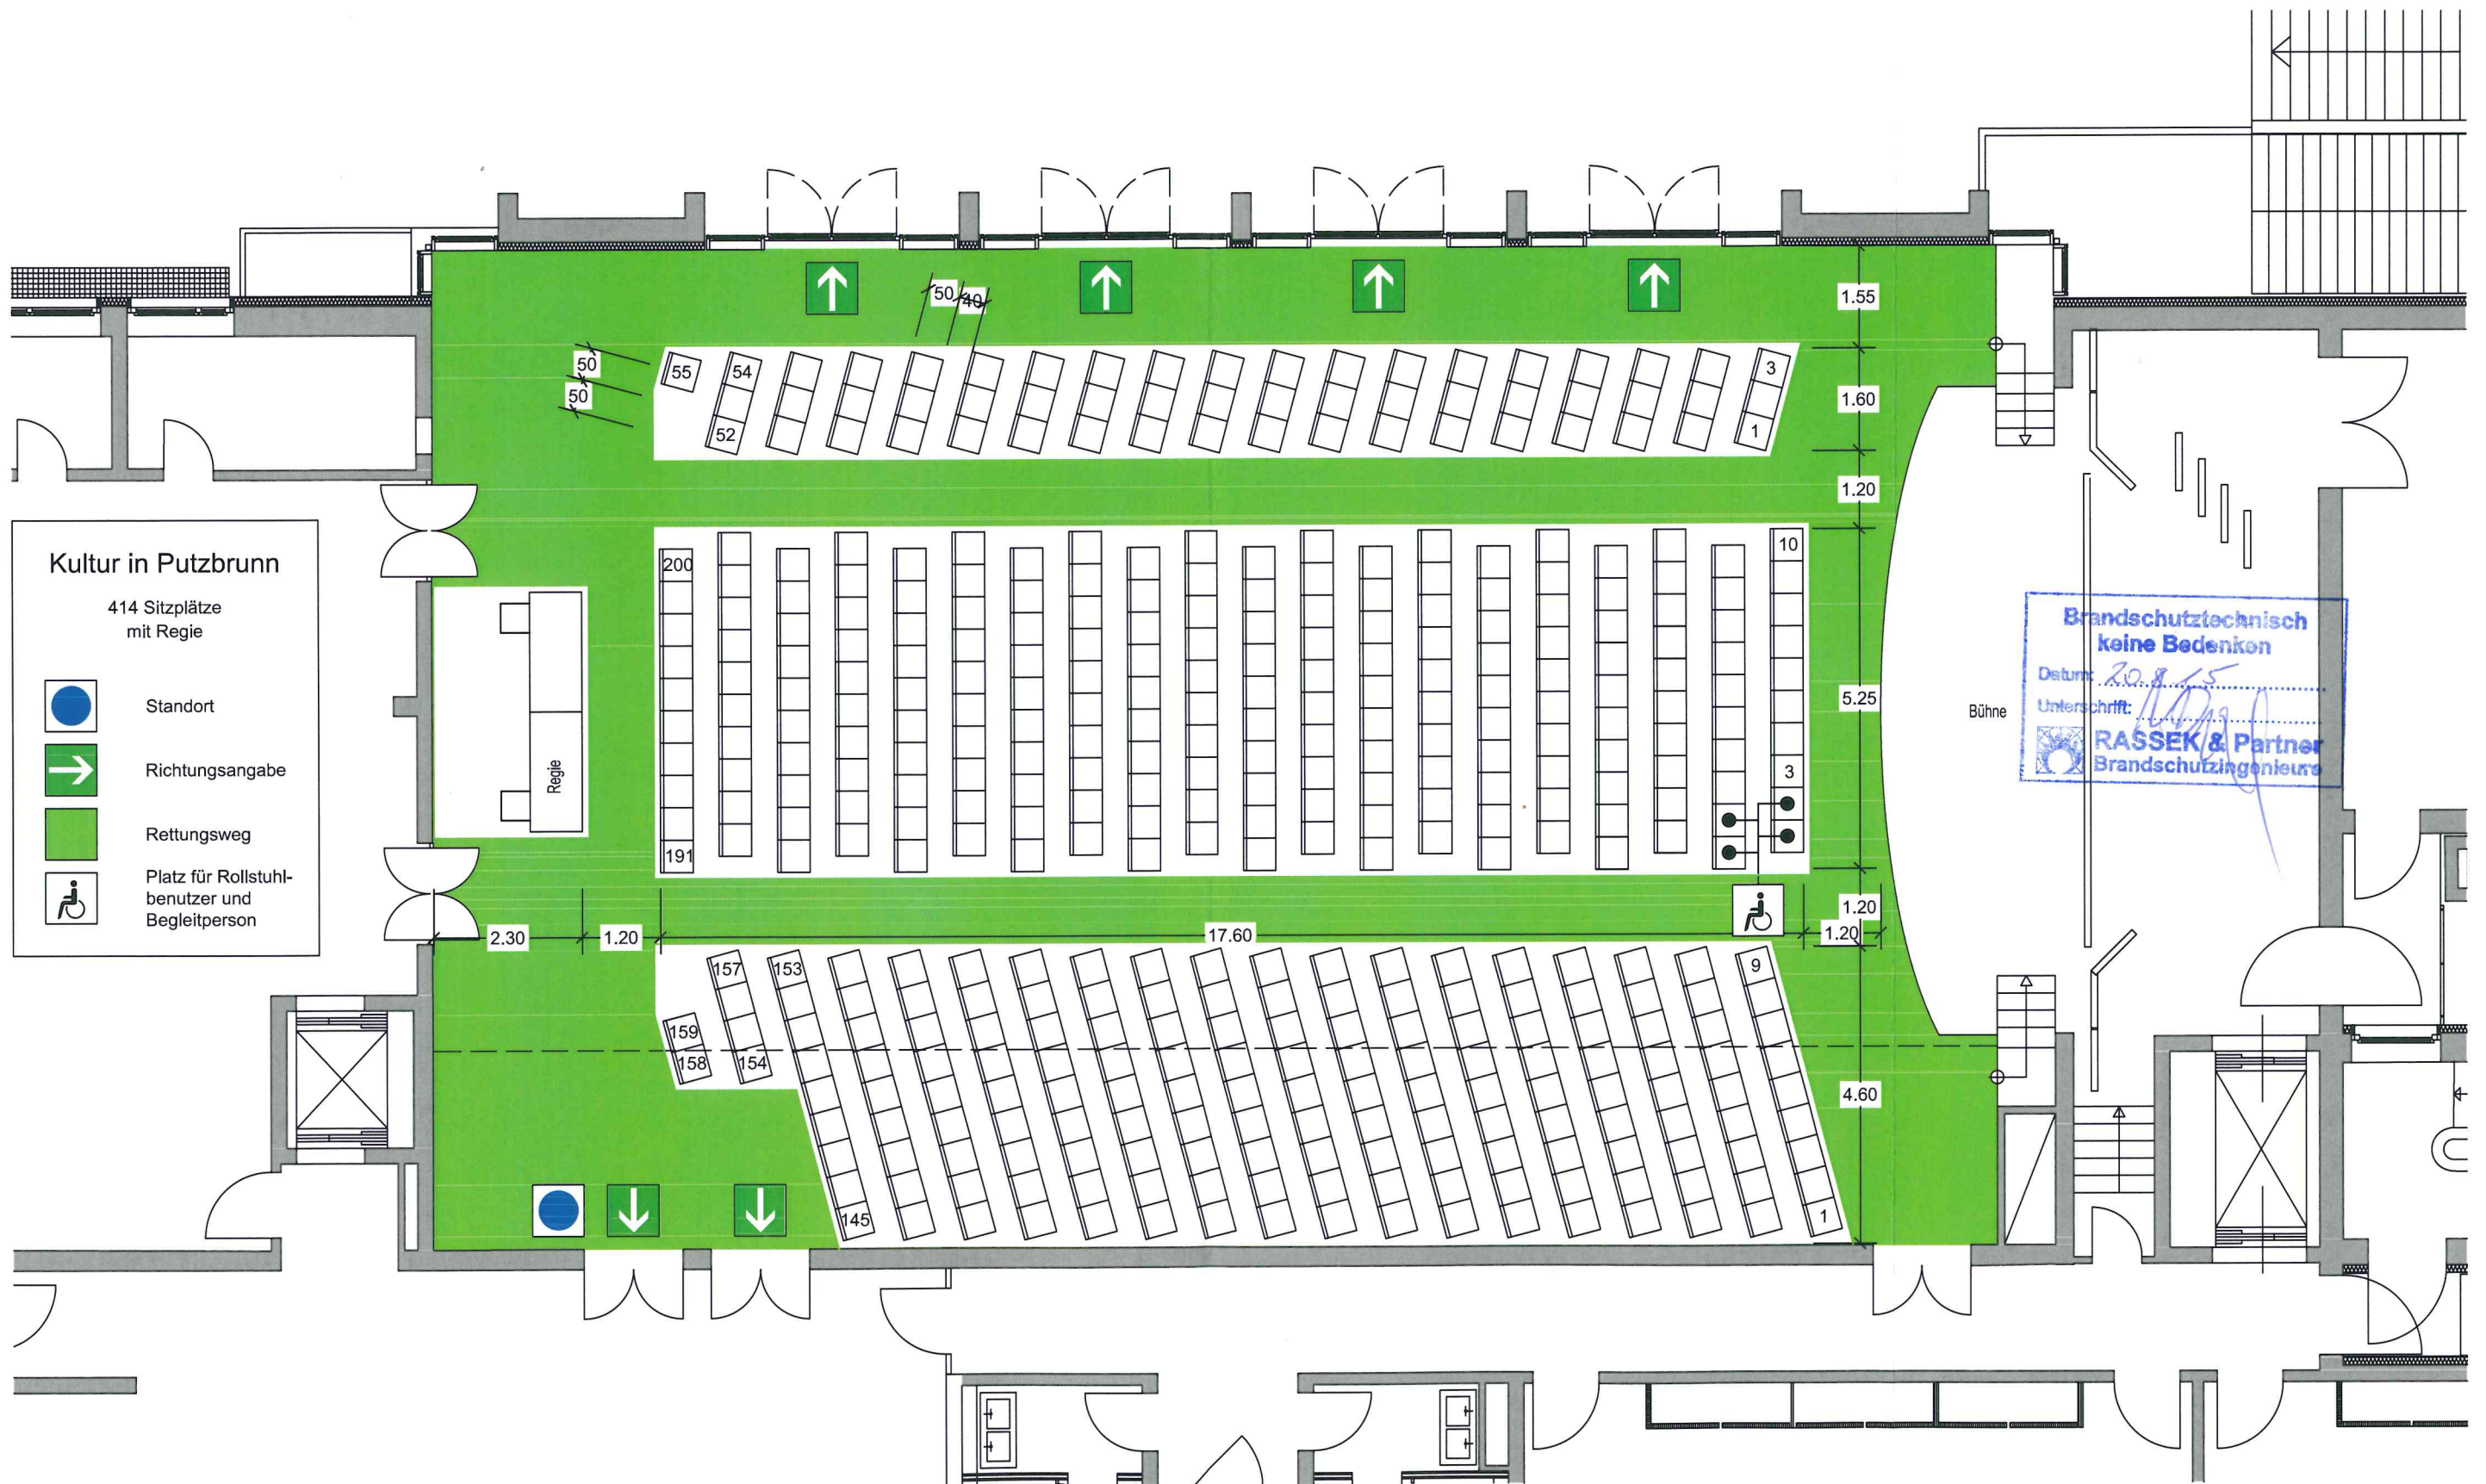 50
40
1.55
50
50
55
54
52
3
1
1.60
1.20
Kultur in Putzbrunn
414 Sitzplätze
mit Regie
Standort
Richtungsangabe
Rettungsweg
Platz für Rollstuhl-
benutzer und
Begleitperson
Regie
200
191
10
3
5.25
Bühne
Brandschutztechnisch
keine Bedenken
Datum: 20.8.15
Unterschrift:
RASSEK & Partner
Brandschutzingenieure
2.30
1.20
17.60
1.20
1.20
157
153
9
159
158
154
145
1
4.60